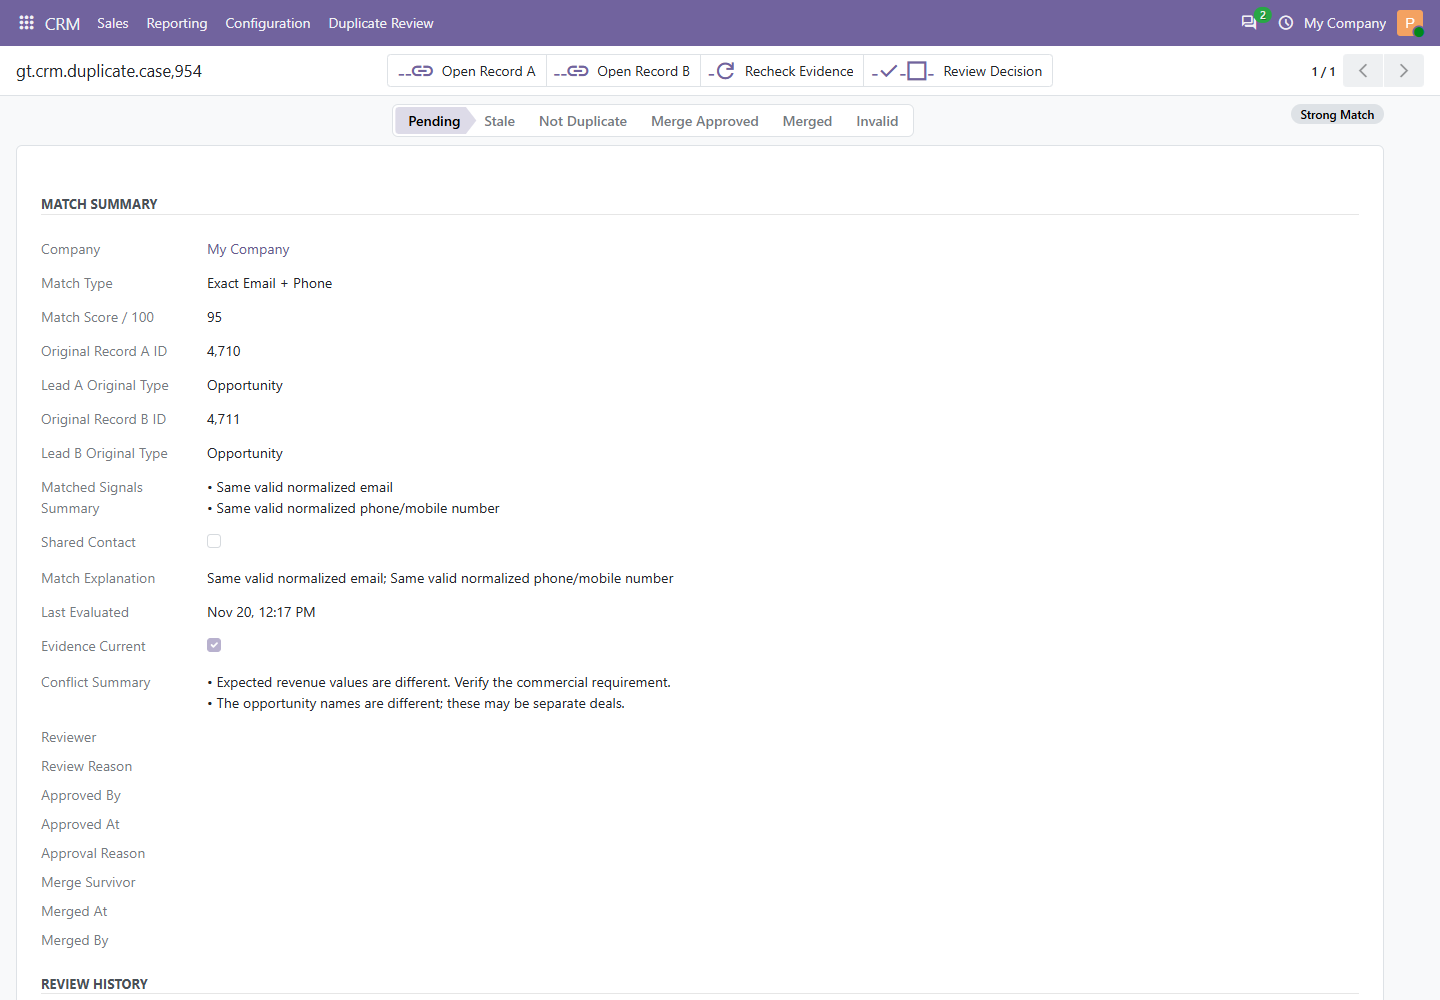 CRM Sales Reporting Configuration Duplicate Review 2 My Company P
gt.crm.duplicate.case,954 Open Record A Open Record B Recheck Evidence Review Decision 1 / 1
Pending Stale Not Duplicate Merge Approved Merged Invalid Strong Match
MATCH SUMMARY
Company My Company
Match Type Exact Email + Phone
Match Score / 100 95
Original Record A ID 4,710
Lead A Original Type Opportunity
Original Record B ID 4,711
Lead B Original Type Opportunity
Matched Signals Summary • Same valid normalized email
• Same valid normalized phone/mobile number
Shared Contact
Match Explanation Same valid normalized email; Same valid normalized phone/mobile number
Last Evaluated Nov 20, 12:17 PM
Evidence Current
Conflict Summary • Expected revenue values are different. Verify the commercial requirement.
• The opportunity names are different; these may be separate deals.
Reviewer
Review Reason
Approved By
Approved At
Approval Reason
Merge Survivor
Merged At
Merged By
REVIEW HISTORY